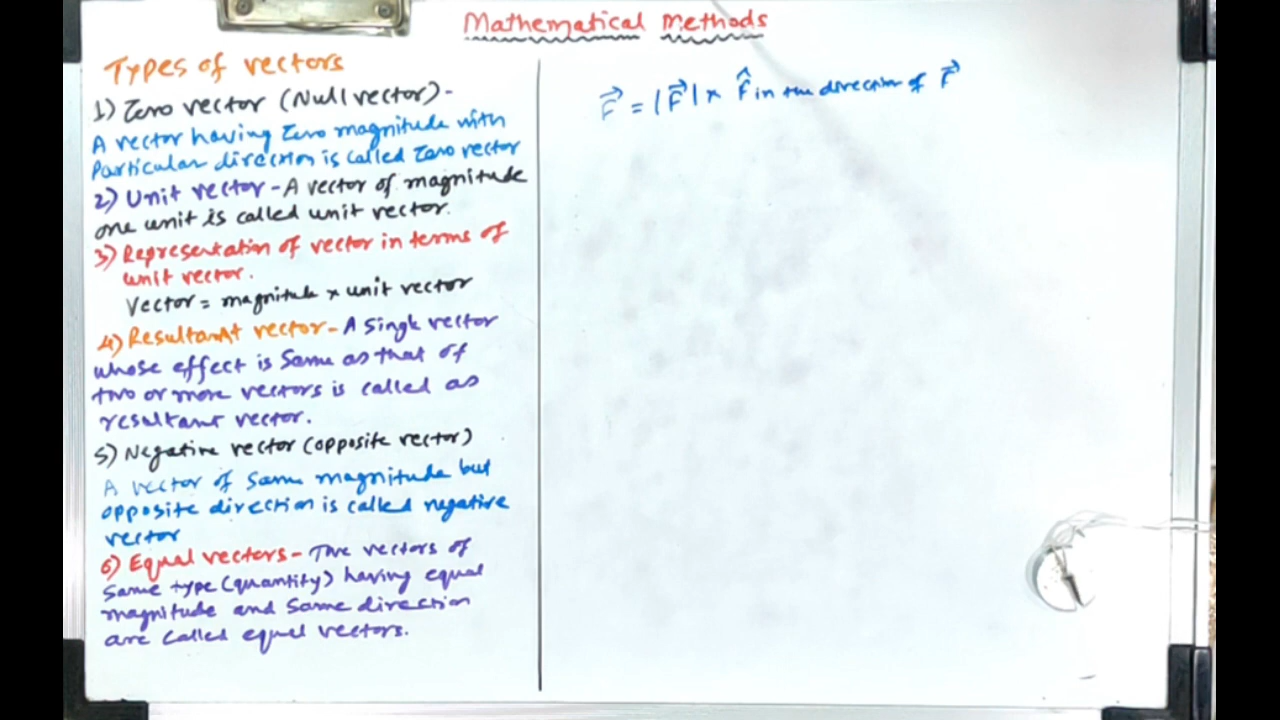 Mathematical Methods
Types of vectors
1) Zero vector (Null vector) -
A vector having Zero magnitude with
Particular direction is called Zero vector
2) Unit vector - A vector of magnitude
one unit is called unit vector.
3) Representation of vector in terms of
unit vector.
Vector = magnitude × unit vector
4) Resultant vector - A Single vector
whose effect is Same as that of
two or more vectors is called as
resultant vector.
5) Negative vector (opposite vector)
A vector of Same magnitude but
opposite direction is called negative
vector
6) Equal vectors - The vectors of
Same type (quantity) having equal
magnitude and Same direction
are called equal vectors.
F⃗ = |F⃗| × F̂ in the direction of F⃗